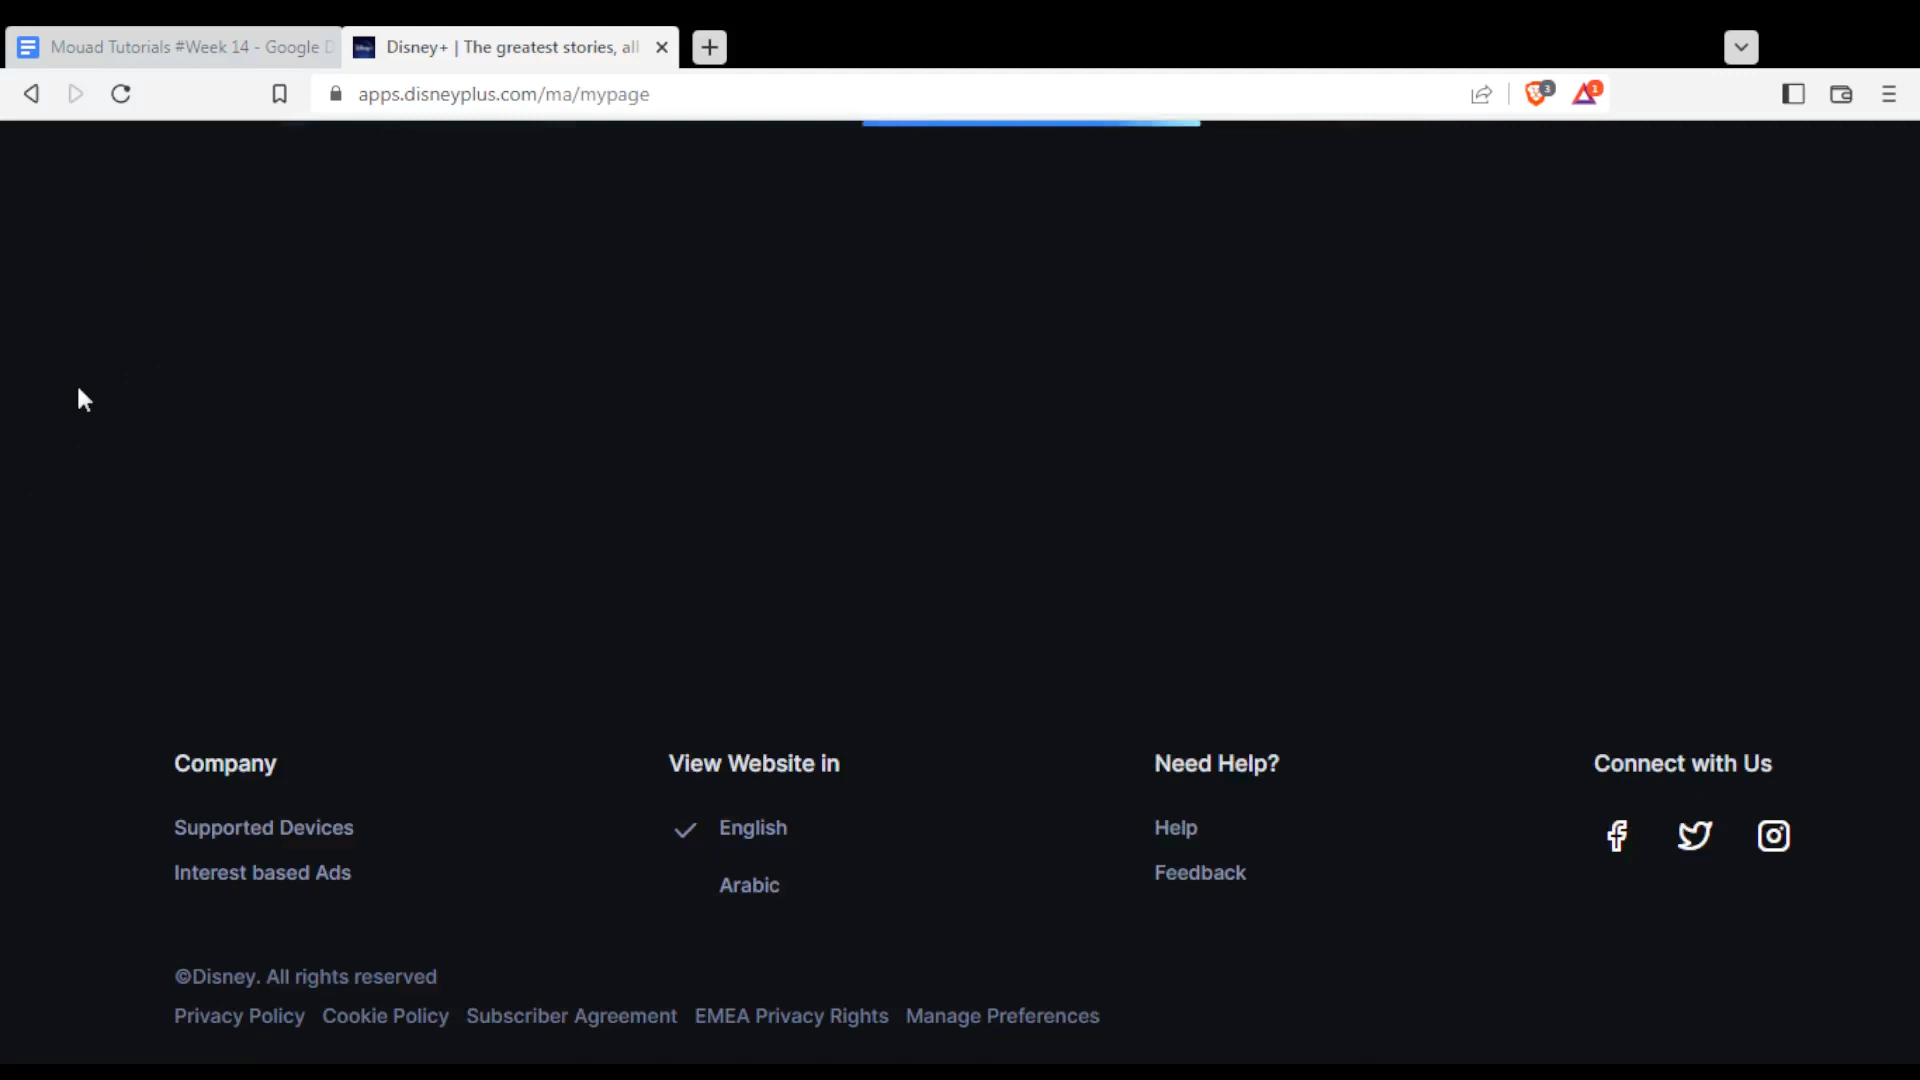 Mouad Tutorials #Week 14 - Google D
Disney+ | The greatest stories, all
apps.disneyplus.com/ma/mypage
3
1
Company
View Website in
Need Help?
Connect with Us
Supported Devices
English
Help
Interest based Ads
Arabic
Feedback
©Disney. All rights reserved
Privacy Policy Cookie Policy Subscriber Agreement EMEA Privacy Rights Manage Preferences